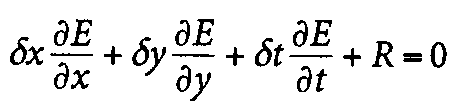 δx ∂E/∂x + δy ∂E/∂y + δt ∂E/∂t + R = 0